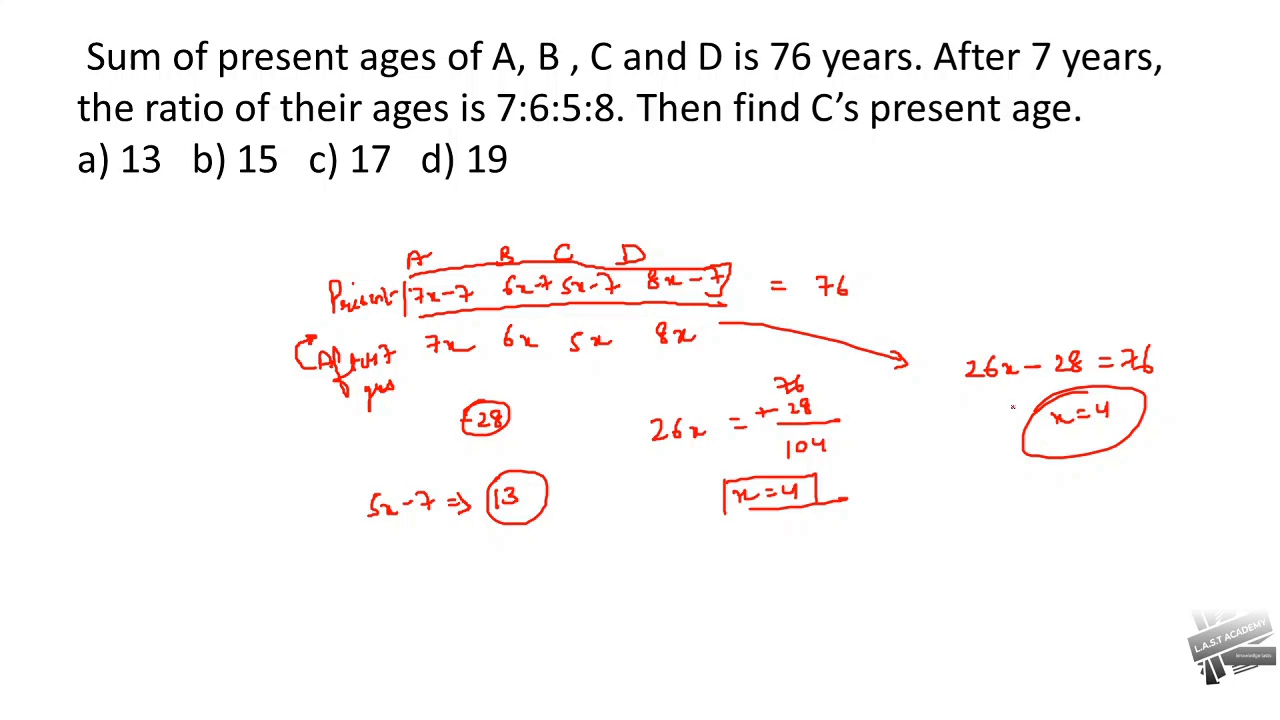 Sum of present ages of A, B , C and D is 76 years. After 7 years,
the ratio of their ages is 7:6:5:8. Then find C’s present age.
a) 13 b) 15 c) 17 d) 19
A B C D
Present 7x-7 6x-7 5x-7 8x-7 = 76
After 7 yrs 7x 6x 5x 8x
26x - 28 = 76
x = 4
-28
26x = 76
+ 28
104
x = 4
5x - 7 ⇒ 13
L.A.S.T ACADEMY